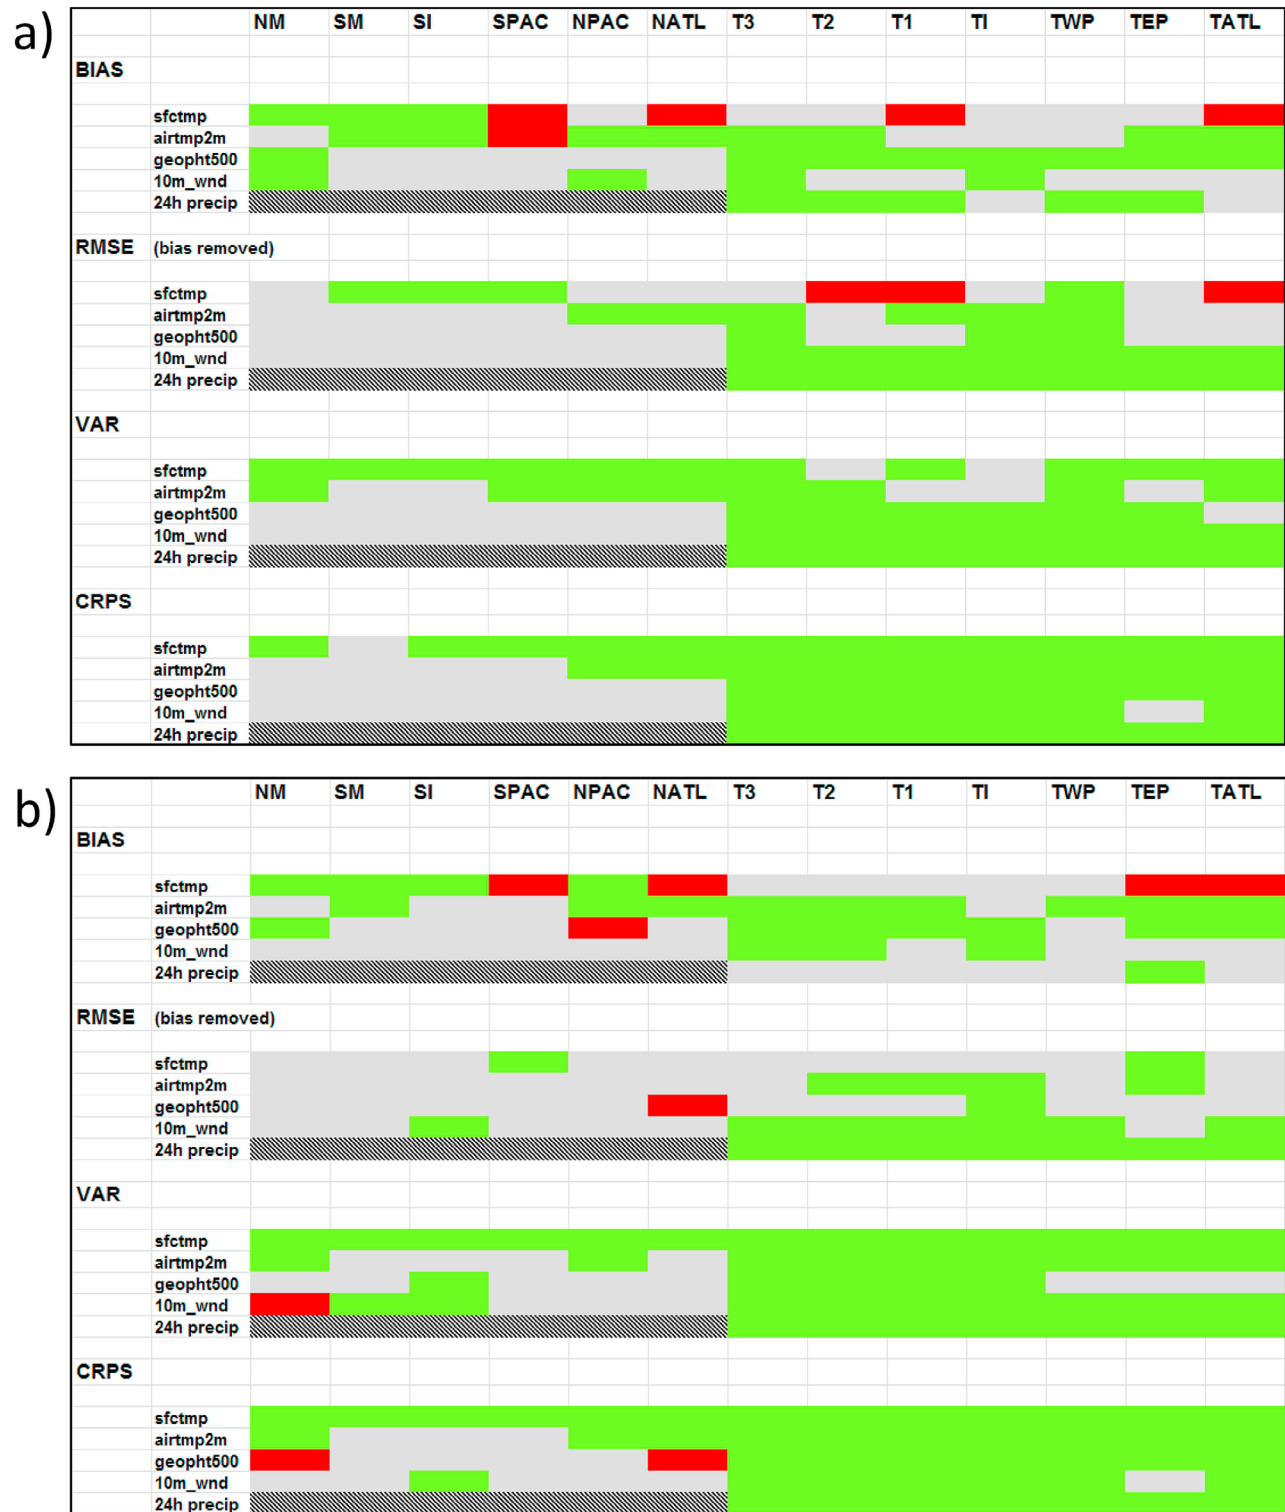 a)
NM SM SI SPAC NPAC NATL T3 T2 T1 TI TWP TEP TATL
BIAS
sfctmp
airtmp2m
geopht500
10m_wnd
24h precip
RMSE (bias removed)
sfctmp
airtmp2m
geopht500
10m_wnd
24h precip
VAR
sfctmp
airtmp2m
geopht500
10m_wnd
24h precip
CRPS
sfctmp
airtmp2m
geopht500
10m_wnd
24h precip
b)
NM SM SI SPAC NPAC NATL T3 T2 T1 TI TWP TEP TATL
BIAS
sfctmp
airtmp2m
geopht500
10m_wnd
24h precip
RMSE (bias removed)
sfctmp
airtmp2m
geopht500
10m_wnd
24h precip
VAR
sfctmp
airtmp2m
geopht500
10m_wnd
24h precip
CRPS
sfctmp
airtmp2m
geopht500
10m_wnd
24h precip